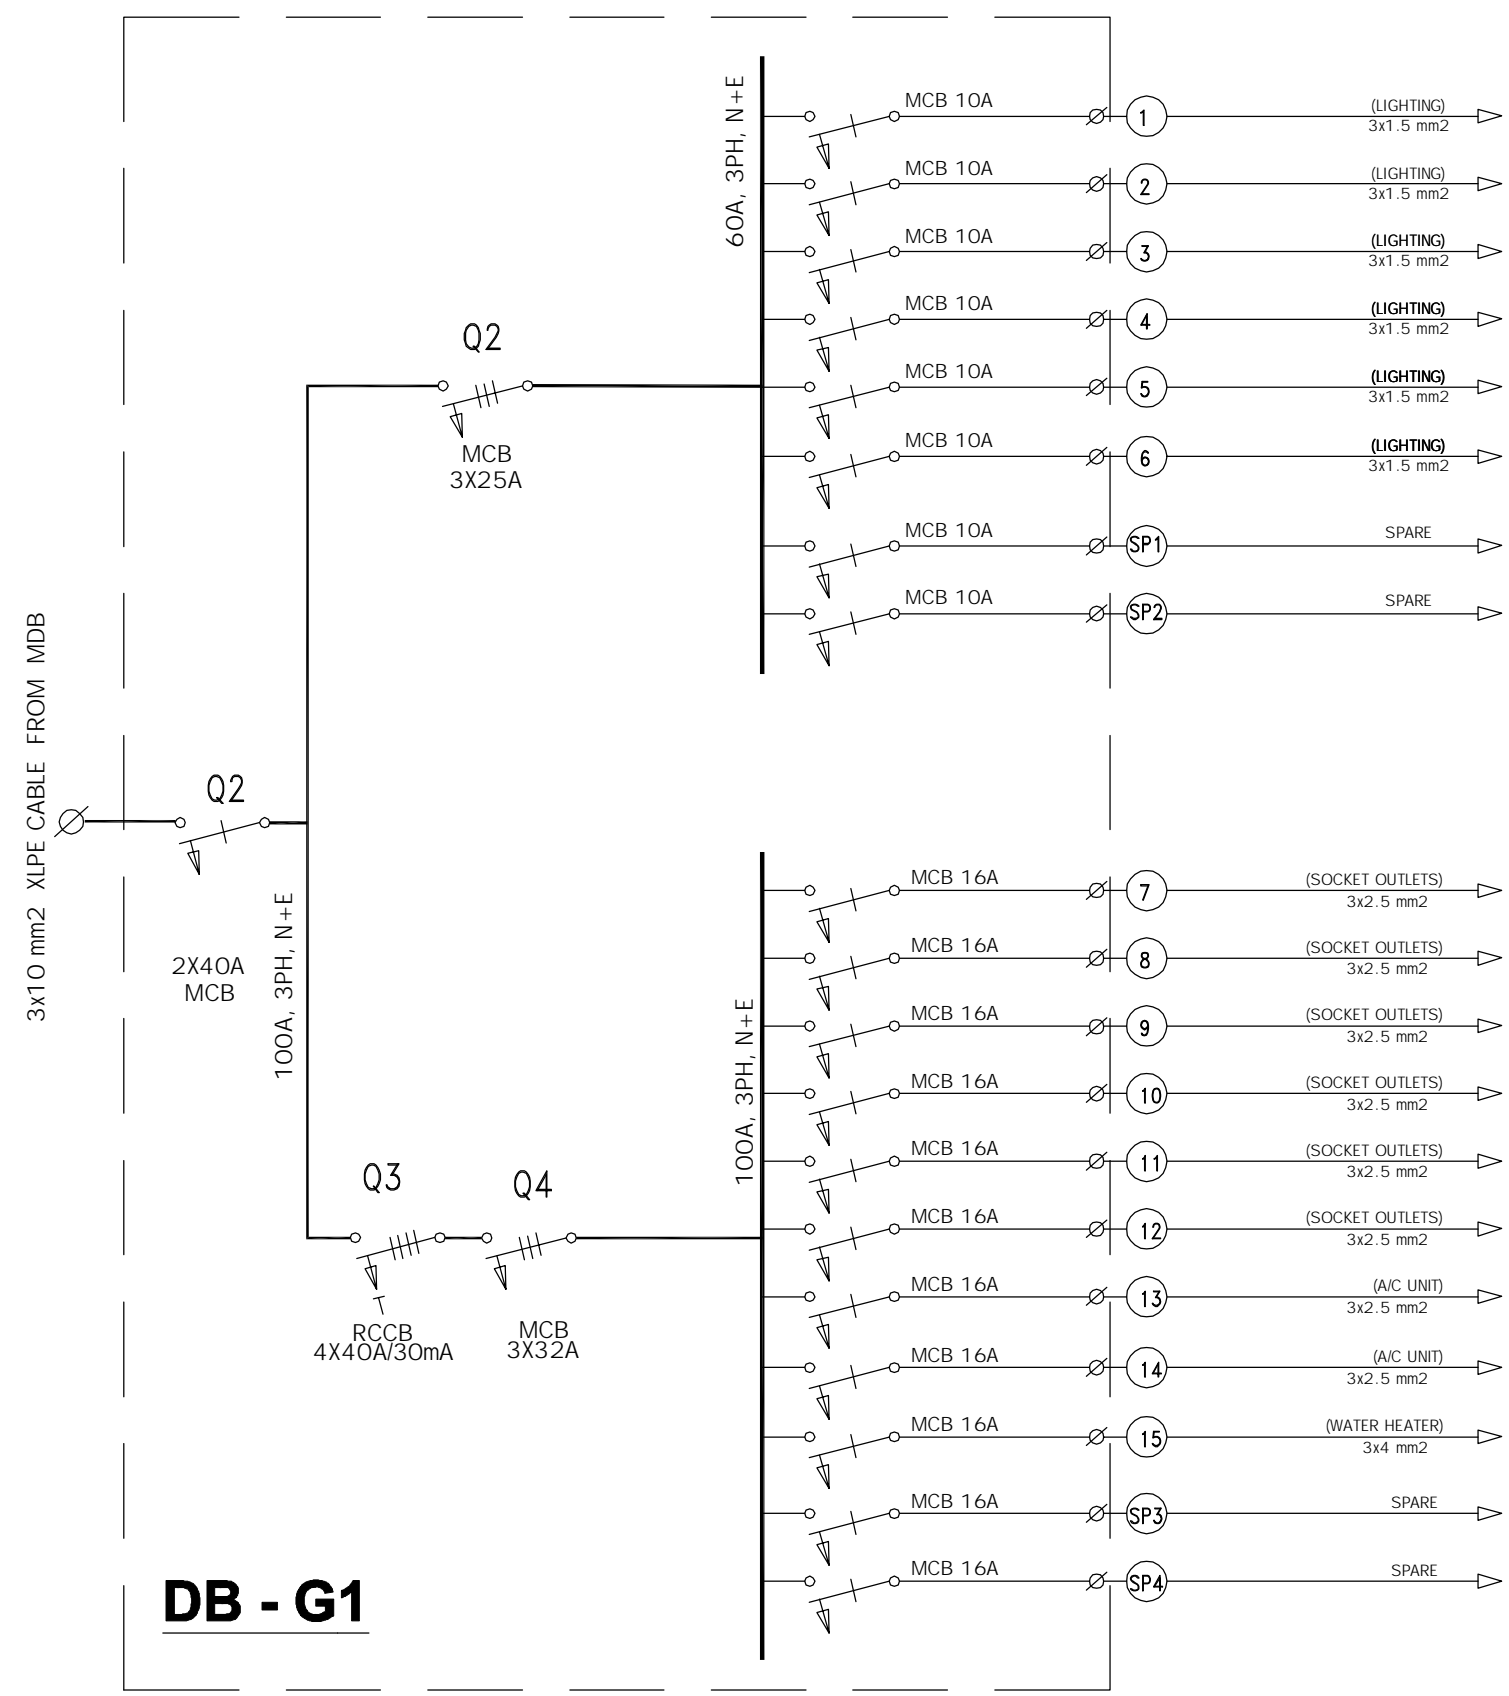 60A, 3PH, N+E
MCB 10A
1
(LIGHTING)
3x1.5 mm2
MCB 10A
2
(LIGHTING)
3x1.5 mm2
MCB 10A
3
(LIGHTING)
3x1.5 mm2
MCB 10A
4
(LIGHTING)
3x1.5 mm2
MCB 10A
5
(LIGHTING)
3x1.5 mm2
MCB 10A
6
(LIGHTING)
3x1.5 mm2
MCB 10A
SP1
SPARE
MCB 10A
SP2
SPARE
Q2
MCB
3X25A
3x10 mm2 XLPE CABLE FROM MDB
Q2
2X40A
MCB
100A, 3PH, N+E
Q3
RCCB
4X40A/30mA
Q4
MCB
3X32A
100A, 3PH, N+E
MCB 16A
7
(SOCKET OUTLETS)
3x2.5 mm2
MCB 16A
8
(SOCKET OUTLETS)
3x2.5 mm2
MCB 16A
9
(SOCKET OUTLETS)
3x2.5 mm2
MCB 16A
10
(SOCKET OUTLETS)
3x2.5 mm2
MCB 16A
11
(SOCKET OUTLETS)
3x2.5 mm2
MCB 16A
12
(SOCKET OUTLETS)
3x2.5 mm2
MCB 16A
13
(A/C UNIT)
3x2.5 mm2
MCB 16A
14
(A/C UNIT)
3x2.5 mm2
MCB 16A
15
(WATER HEATER)
3x4 mm2
MCB 16A
SP3
SPARE
MCB 16A
SP4
SPARE
DB - G1